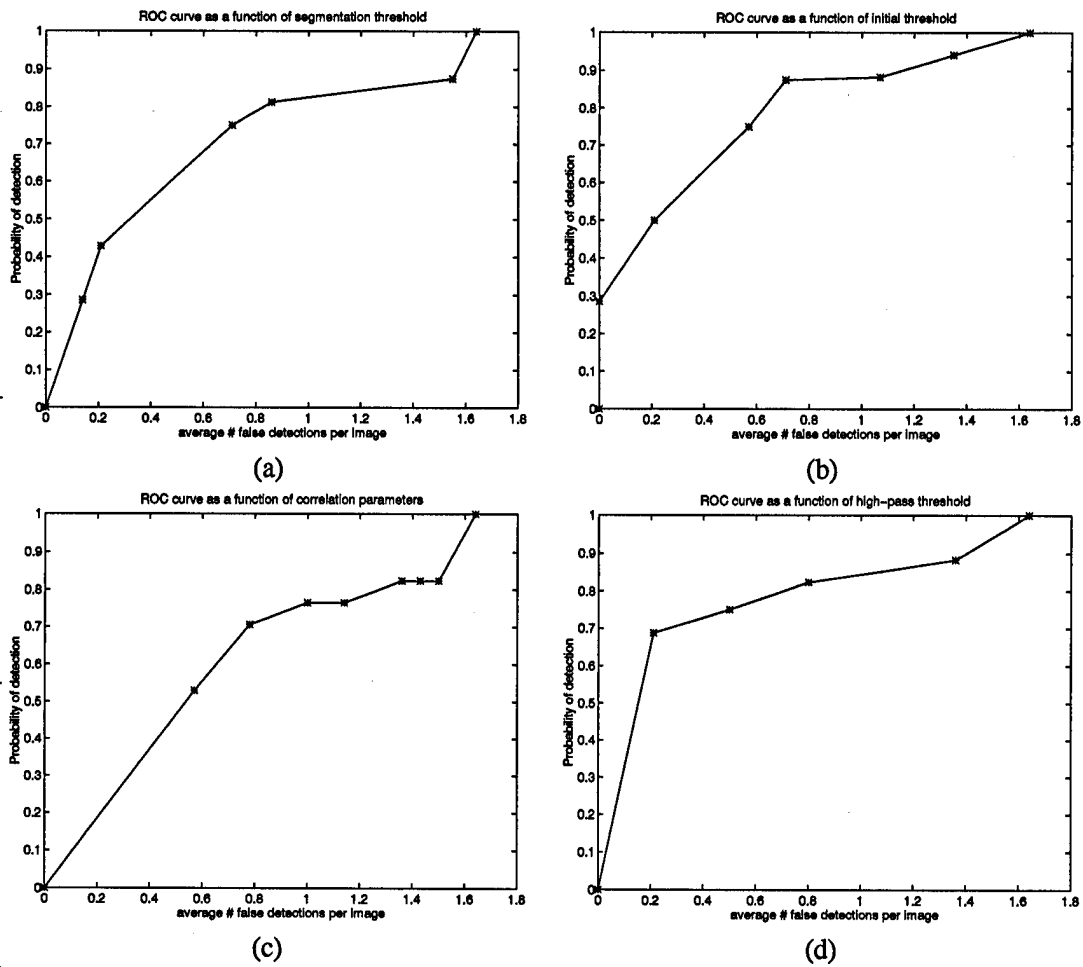 ROC curve as a function of segmentation threshold
1
0.9
0.8
0.7
0.6
0.5
0.4
0.3
0.2
0.1
0
Probability of detection
0 0.2 0.4 0.6 0.8 1 1.2 1.4 1.6 1.8
average # false detections per image
(a)
ROC curve as a function of initial threshold
1
0.9
0.8
0.7
0.6
0.5
0.4
0.3
0.2
0.1
0
Probability of detection
0 0.2 0.4 0.6 0.8 1 1.2 1.4 1.6 1.8
average # false detections per image
(b)
ROC curve as a function of correlation parameters
1
0.9
0.8
0.7
0.6
0.5
0.4
0.3
0.2
0.1
0
Probability of detection
0 0.2 0.4 0.6 0.8 1 1.2 1.4 1.6 1.8
average # false detections per image
(c)
ROC curve as a function of high-pass threshold
1
0.9
0.8
0.7
0.6
0.5
0.4
0.3
0.2
0.1
0
Probability of detection
0 0.2 0.4 0.6 0.8 1 1.2 1.4 1.6 1.8
average # false detections per image
(d)